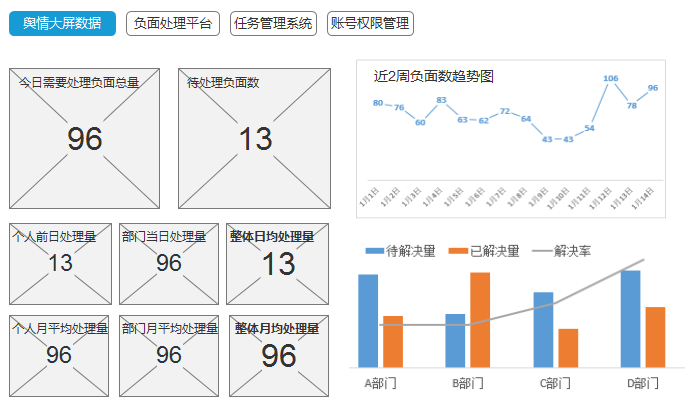 舆情大屏数据 负面处理平台 任务管理系统 账号权限管理
今日需要处理负面总量
96
待处理负面数
13
近2周负面数趋势图
80 76 60 83 63 62 72 64 43 43 54 106 78 96
1月1日 1月2日 1月3日 1月4日 1月5日 1月6日 1月7日 1月8日 1月9日 1月10日 1月11日 1月12日 1月13日 1月14日
个人前日处理量
13
部门当日处理量
96
整体日均处理量
13
个人月平均处理量
96
部门月平均处理量
96
整体月均处理量
96
待解决量 已解决量 解决率
A部门 B部门 C部门 D部门